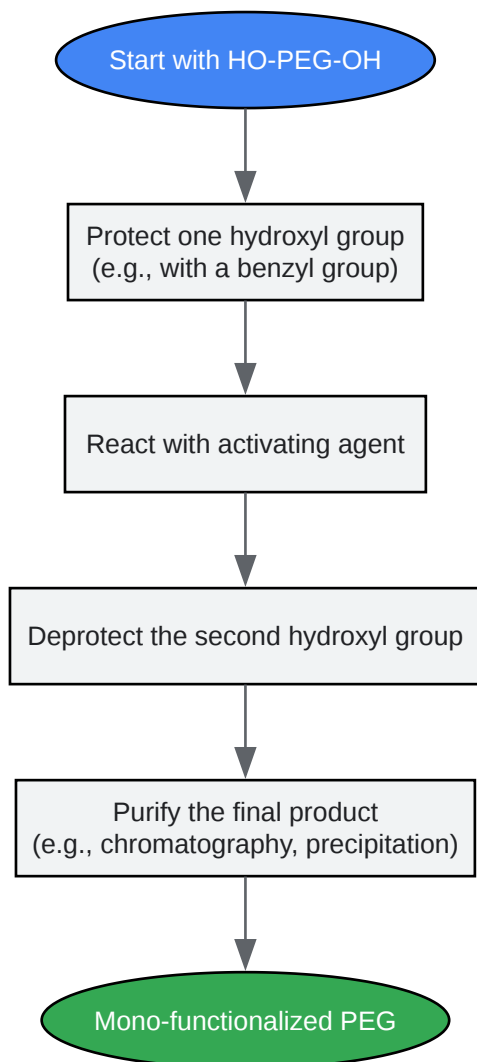 Start with HO-PEG-OH
Protect one hydroxyl group
(e.g., with a benzyl group)
React with activating agent
Deprotect the second hydroxyl group
Purify the final product
(e.g., chromatography, precipitation)
Mono-functionalized PEG